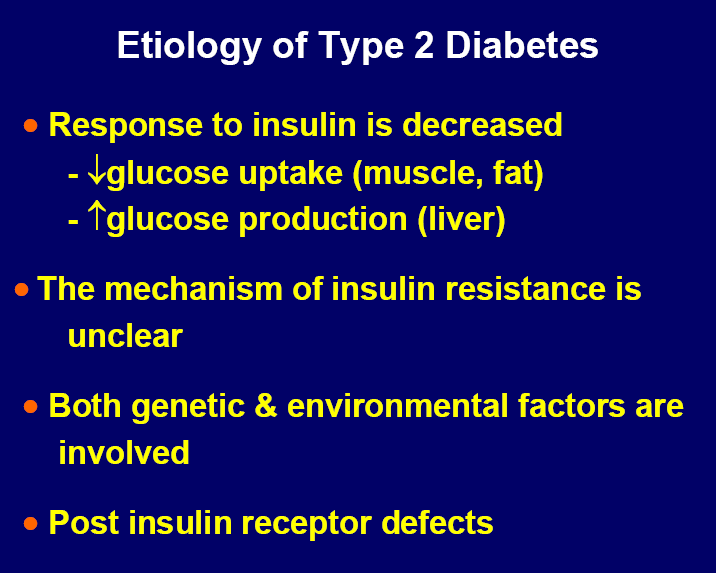 Etiology of Type 2 Diabetes
• Response to insulin is decreased
- ↓glucose uptake (muscle, fat)
- ↑glucose production (liver)
• The mechanism of insulin resistance is
unclear
• Both genetic & environmental factors are
involved
• Post insulin receptor defects